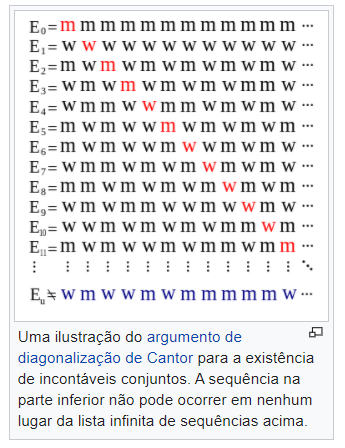 E₀ = m m m m m m m m m m m m ···
E₁ = w w w w w w w w w w w w ···
E₂ = m w m w m w m w m w m w ···
E₃ = w m w m w m w m w m w m ···
E₄ = w m m w w m m w m w m w ···
E₅ = m w m w w m w m w m w m ···
E₆ = m w m w w m w w m w m w ···
E₇ = w m m w m w m w m w m w ···
E₈ = m m w m w m w m w m w m ···
E₉ = w m w m m w w m w w m w ···
E₁₀ = w w m w m w m w m m w m ···
E₁₁ = m w m w w m w m m w m m ···
⋮ ⋮ ⋮ ⋮ ⋮ ⋮ ⋮ ⋮ ⋮ ⋮ ⋮ ⋮ ⋮ ⋱
Eᵤ ≒ w m w w m w m m m m m w ···
Uma ilustração do argumento de
diagonalização de Cantor para a existência
de incontáveis conjuntos. A sequência na
parte inferior não pode ocorrer em nenhum
lugar da lista infinita de sequências acima.